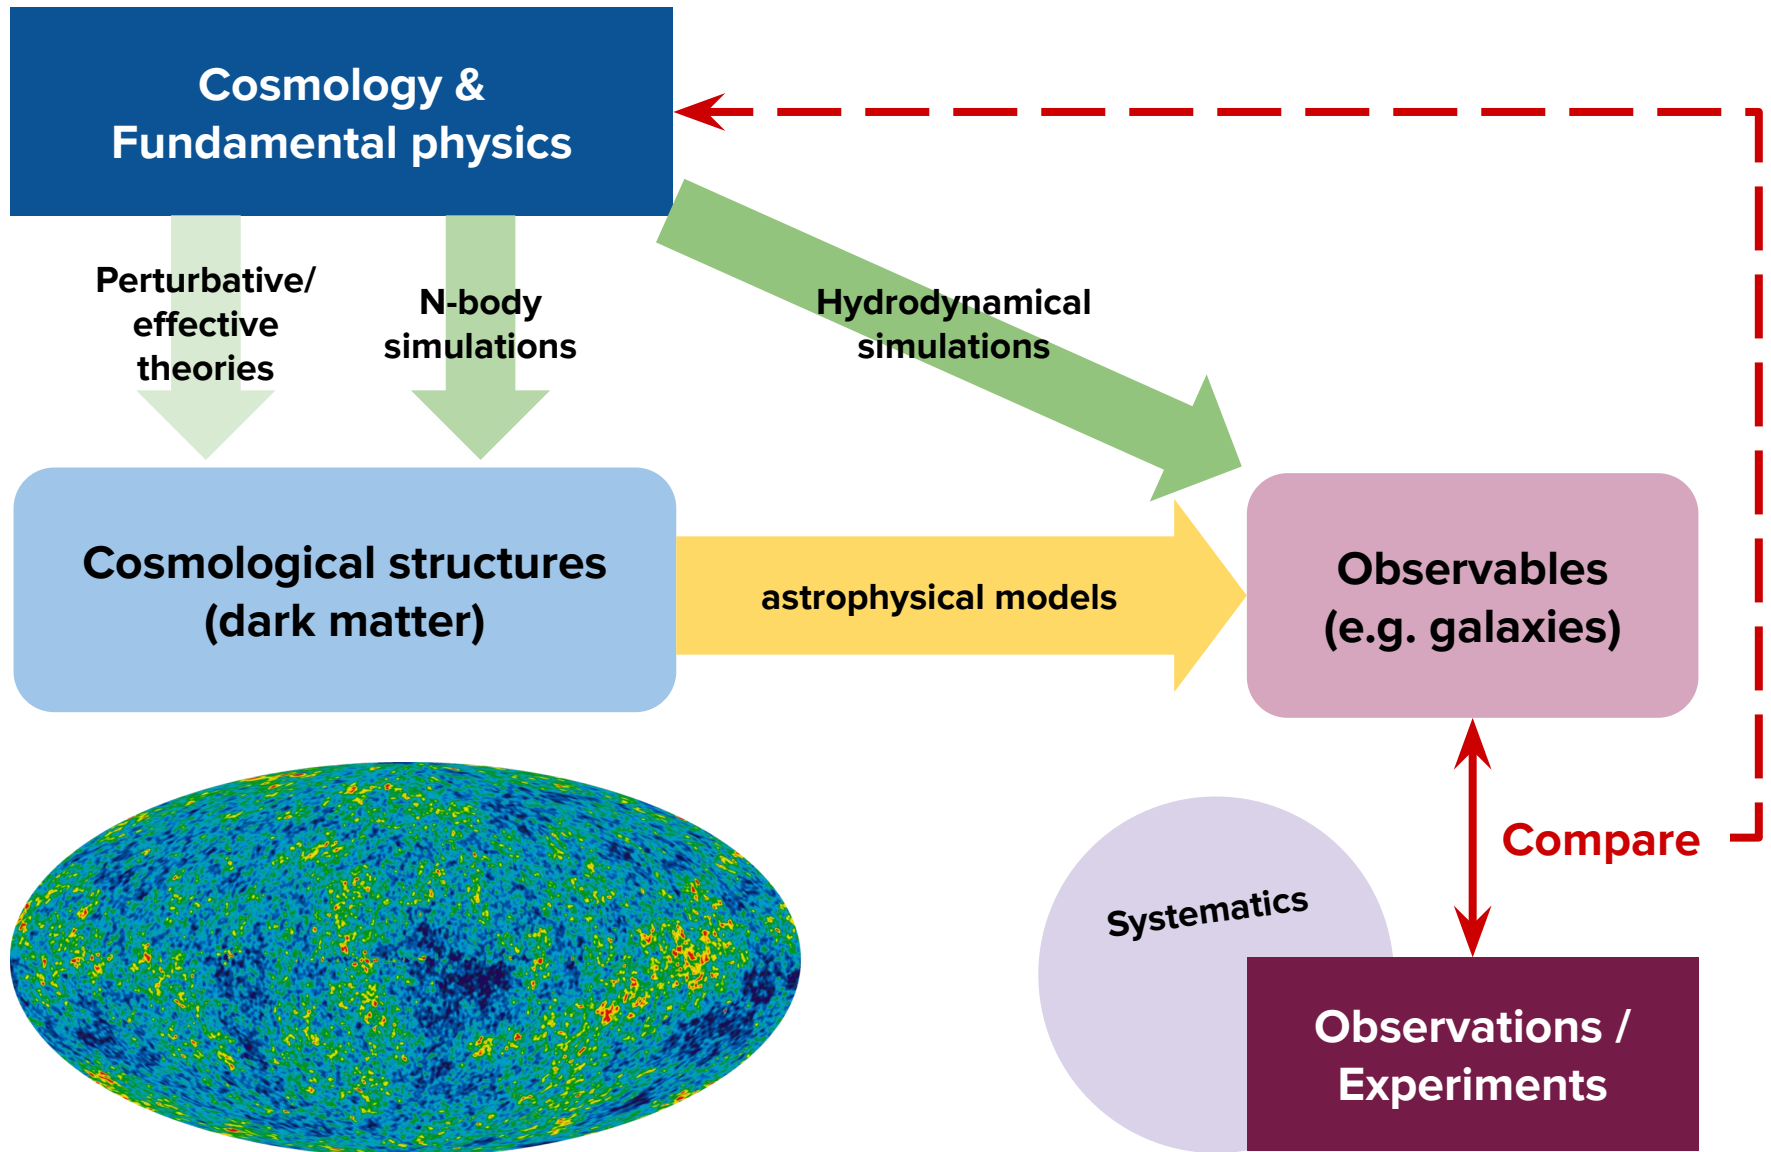 Cosmology &
Fundamental physics
Perturbative/
effective
theories
N-body
simulations
Hydrodynamical
simulations
Cosmological structures
(dark matter)
astrophysical models
Observables
(e.g. galaxies)
Compare
Systematics
Observations /
Experiments